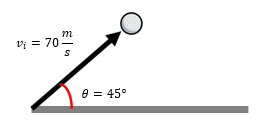 v_i = 70 m/s
θ = 45°